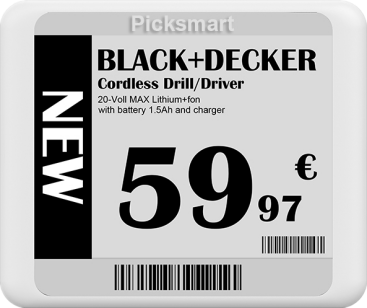 Picksmart
NEW
BLACK+DECKER
Cordless Drill/Driver
20-Voll MAX Lithium+fon
with battery 1.5Ah and charger
59 97 €